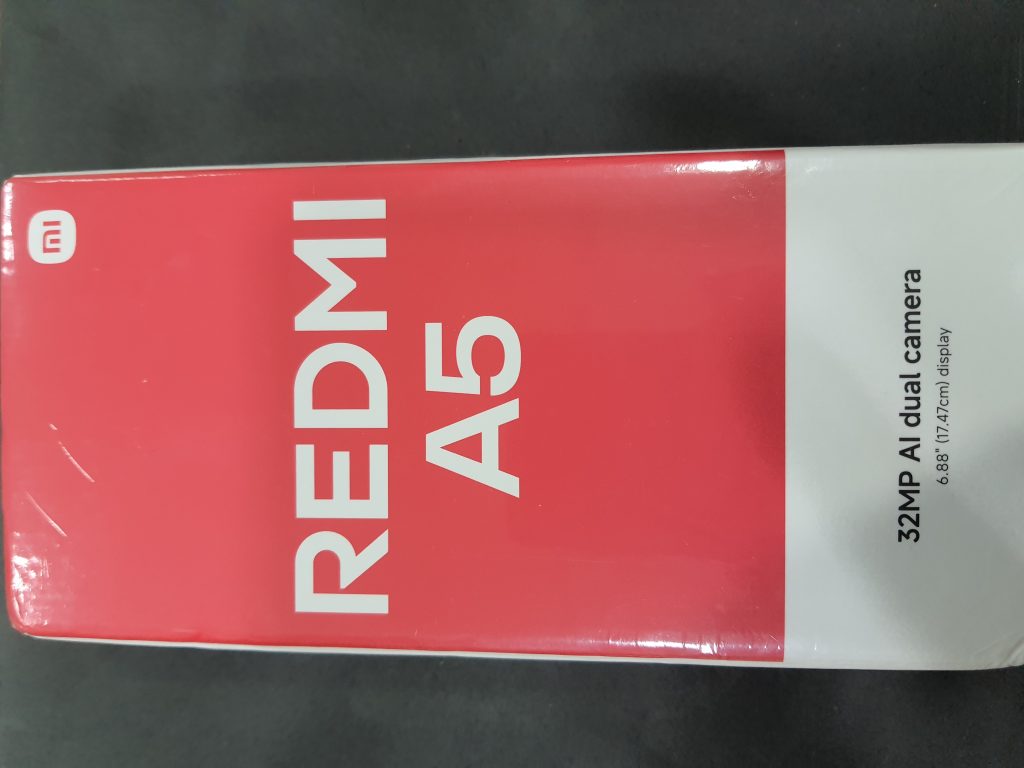 mi
REDMI
A5
32MP AI dual camera
6.88" (17.47cm) display